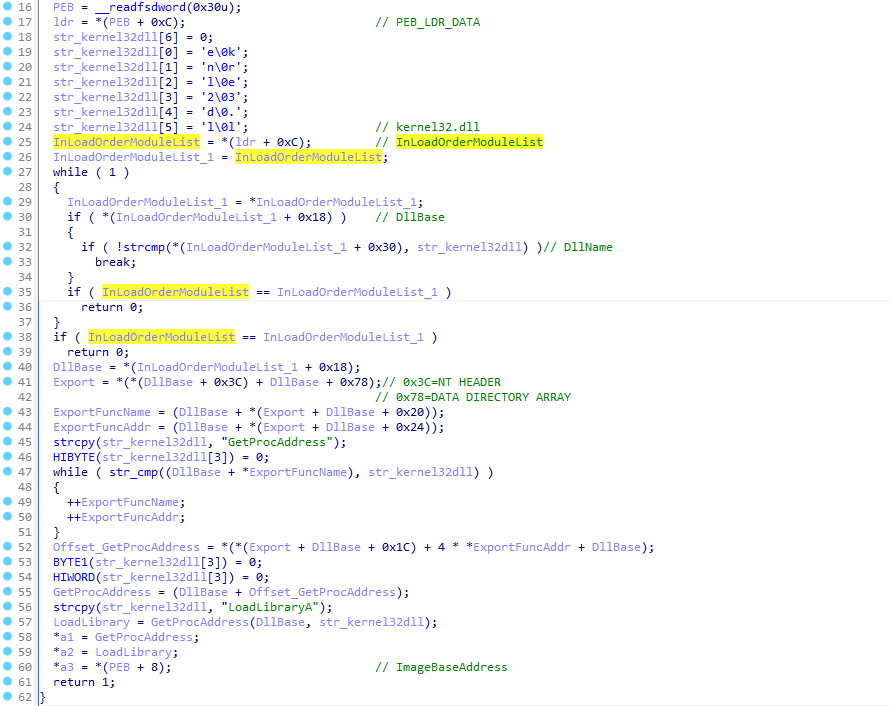 16 PEB = __readfsdword(0x30u);
17 ldr = *(PEB + 0xC); // PEB_LDR_DATA
18 str_kernel32dll[6] = 0;
19 str_kernel32dll[0] = 'e\0k';
20 str_kernel32dll[1] = 'n\0r';
21 str_kernel32dll[2] = 'l\0e';
22 str_kernel32dll[3] = '2\03';
23 str_kernel32dll[4] = 'd\0.';
24 str_kernel32dll[5] = 'l\0l'; // kernel32.dll
25 InLoadOrderModuleList = *(ldr + 0xC); // InLoadOrderModuleList
26 InLoadOrderModuleList_1 = InLoadOrderModuleList;
27 while ( 1 )
28 {
29 InLoadOrderModuleList_1 = *InLoadOrderModuleList_1;
30 if ( *(InLoadOrderModuleList_1 + 0x18) ) // DllBase
31 {
32 if ( !strcmp(*(InLoadOrderModuleList_1 + 0x30), str_kernel32dll) )// DllName
33 break;
34 }
35 if ( InLoadOrderModuleList == InLoadOrderModuleList_1 )
36 return 0;
37 }
38 if ( InLoadOrderModuleList == InLoadOrderModuleList_1 )
39 return 0;
40 DllBase = *(InLoadOrderModuleList_1 + 0x18);
41 Export = *(*(DllBase + 0x3C) + DllBase + 0x78);// 0x3C=NT HEADER
42 // 0x78=DATA DIRECTORY ARRAY
43 ExportFuncName = (DllBase + *(Export + DllBase + 0x20));
44 ExportFuncAddr = (DllBase + *(Export + DllBase + 0x24));
45 strcpy(str_kernel32dll, "GetProcAddress");
46 HIBYTE(str_kernel32dll[3]) = 0;
47 while ( str_cmp((DllBase + *ExportFuncName), str_kernel32dll) )
48 {
49 ++ExportFuncName;
50 ++ExportFuncAddr;
51 }
52 Offset_GetProcAddress = *(*(Export + DllBase + 0x1C) + 4 * *ExportFuncAddr + DllBase);
53 BYTE1(str_kernel32dll[3]) = 0;
54 HIWORD(str_kernel32dll[3]) = 0;
55 GetProcAddress = (DllBase + Offset_GetProcAddress);
56 strcpy(str_kernel32dll, "LoadLibraryA");
57 LoadLibrary = GetProcAddress(DllBase, str_kernel32dll);
58 *a1 = GetProcAddress;
59 *a2 = LoadLibrary;
60 *a3 = *(PEB + 8); // ImageBaseAddress
61 return 1;
62 }